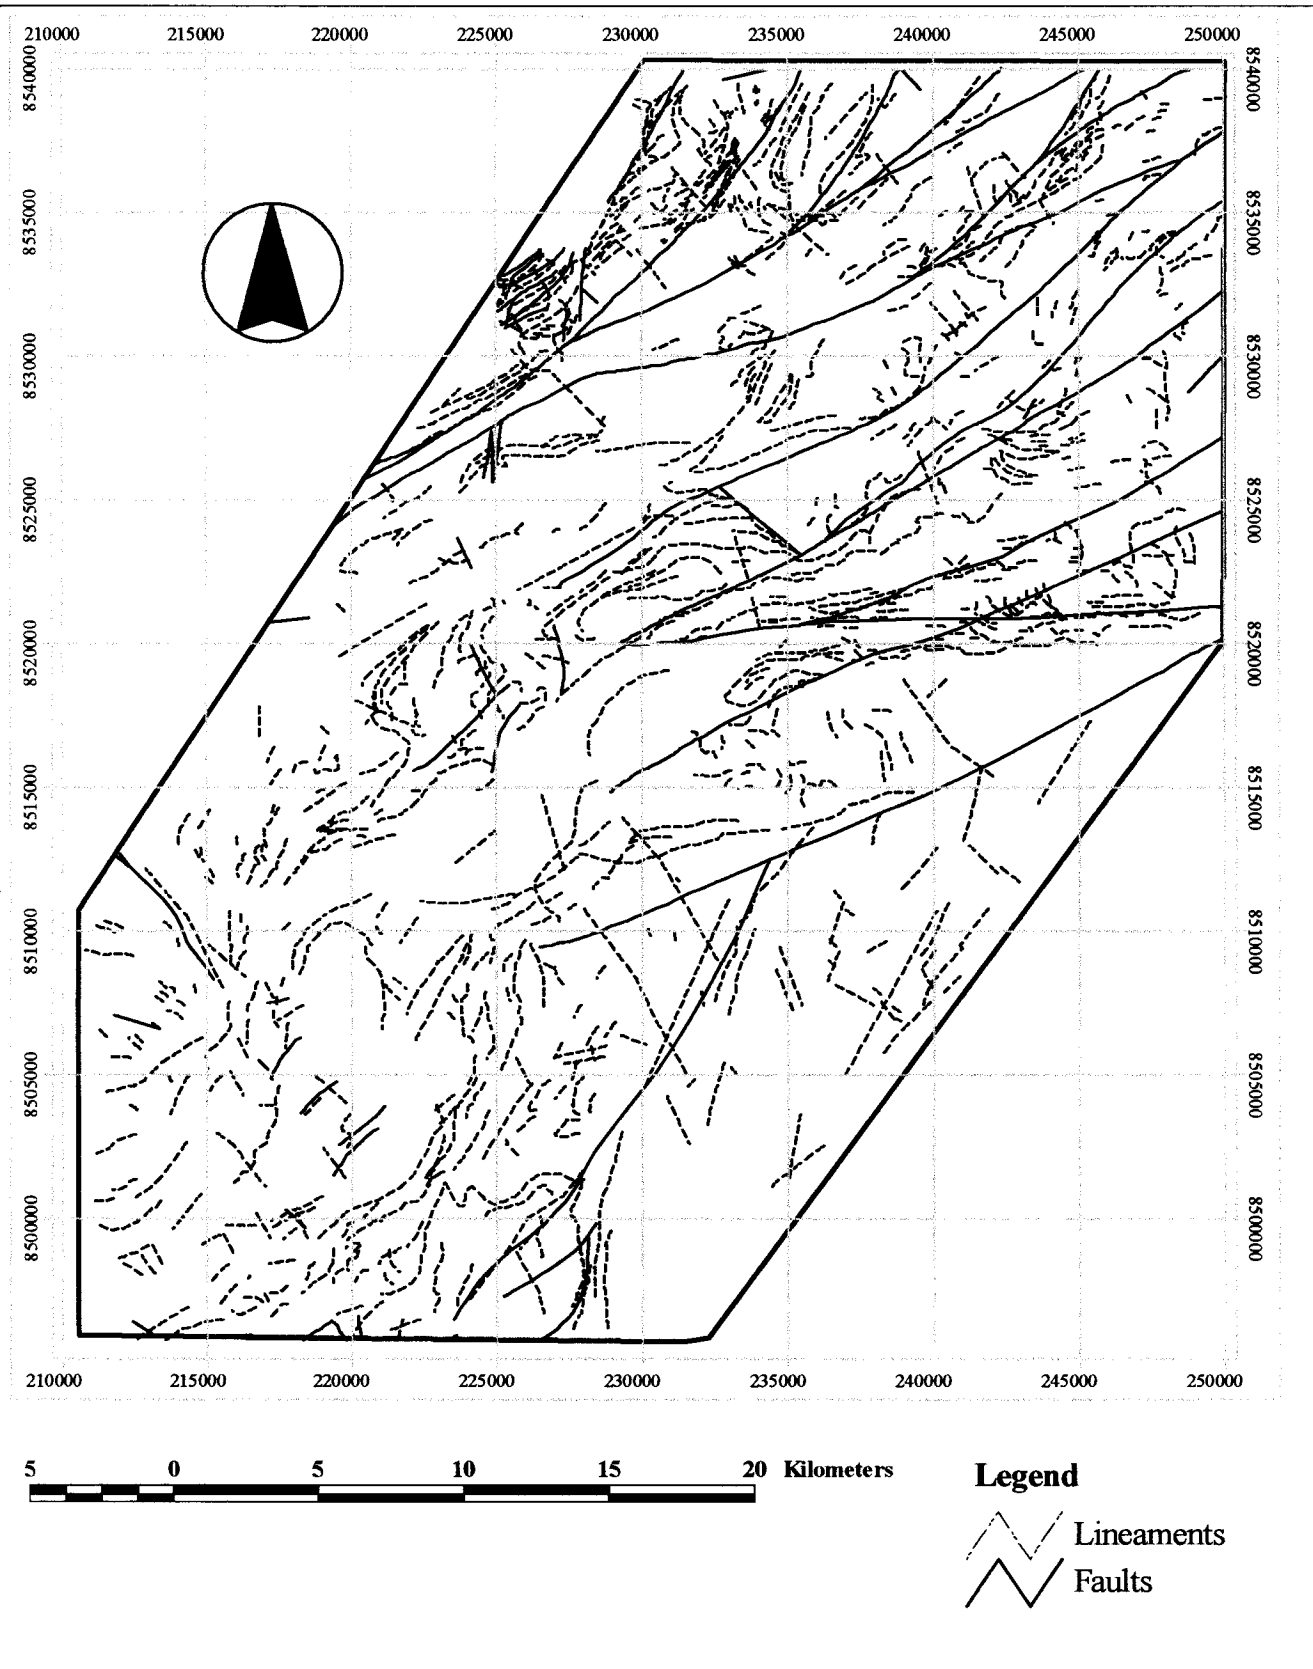 210000 215000 220000 225000 230000 235000 240000 245000 250000
8540000 8540000
8535000 8535000
8530000 8530000
8525000 8525000
8520000 8520000
8515000 8515000
8510000 8510000
8505000 8505000
8500000 8500000
210000 215000 220000 225000 230000 235000 240000 245000 250000
5 0 5 10 15 20 Kilometers
Legend
Lineaments
Faults